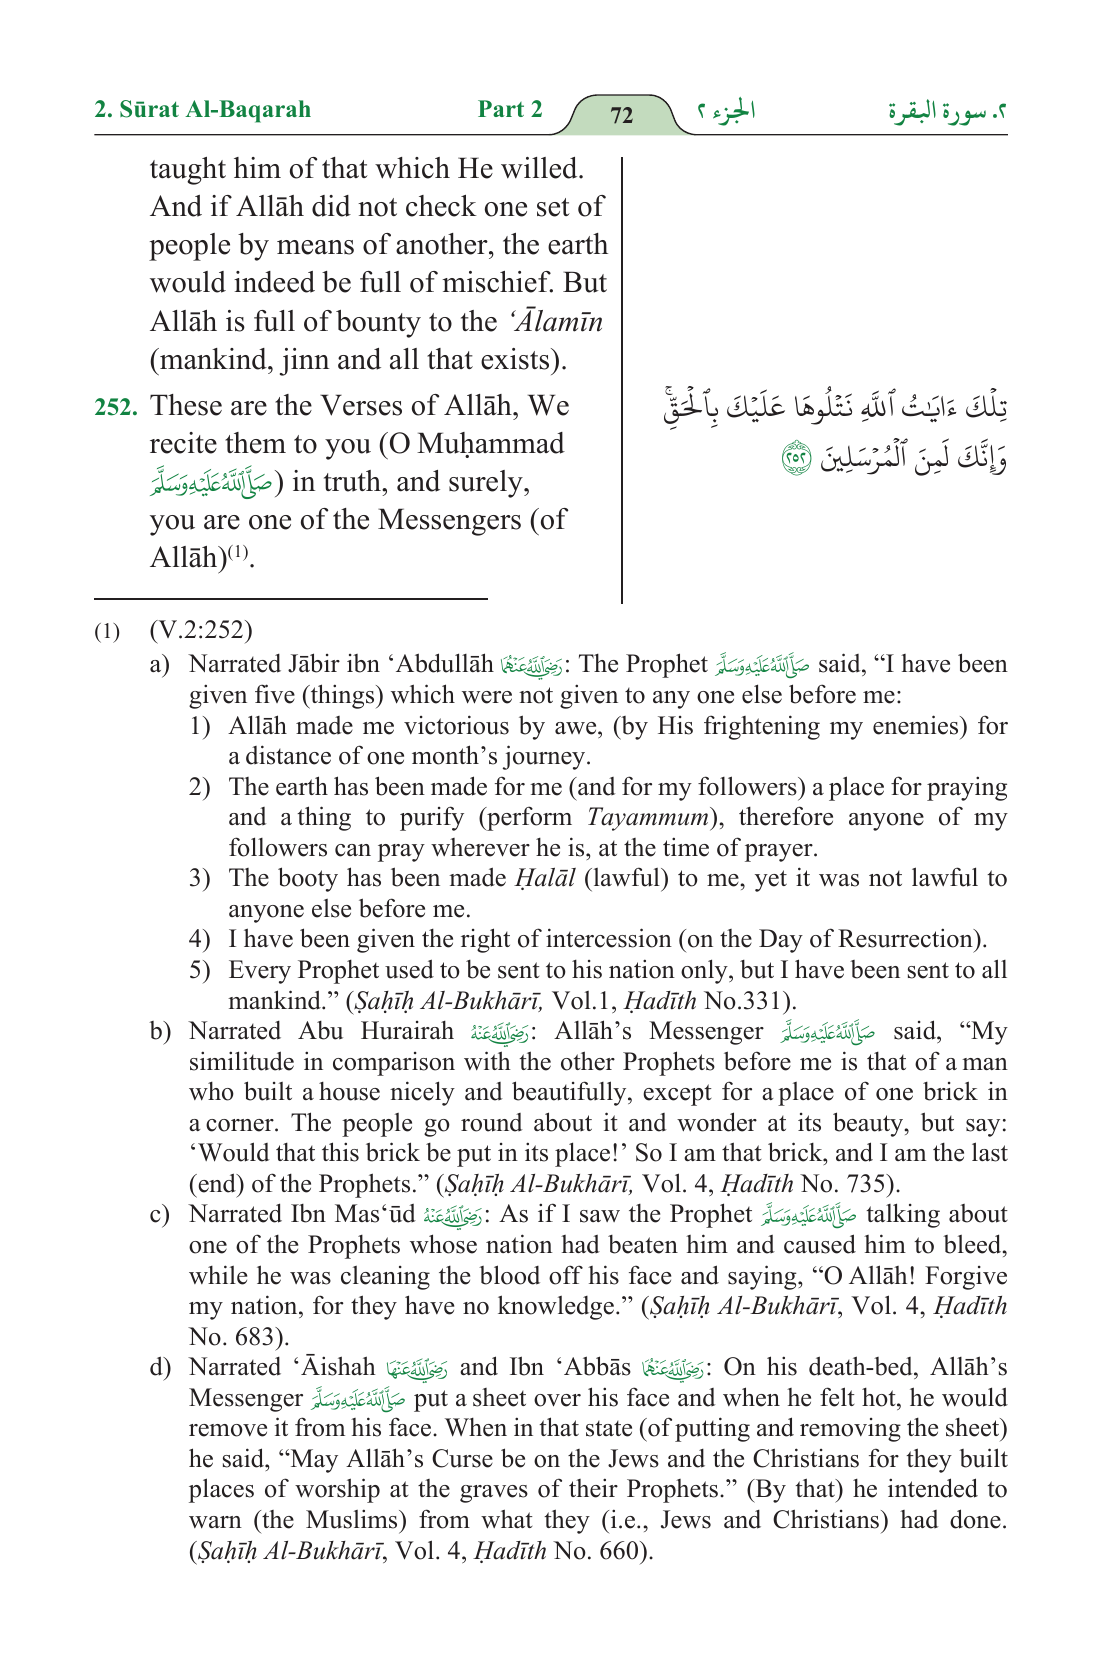 2. Sūrat Al-Baqarah Part 2 72 الجزء ٢ ٢. سورة البقرة
taught him of that which He willed.
And if Allāh did not check one set of
people by means of another, the earth
would indeed be full of mischief. But
Allāh is full of bounty to the ‘Ālamīn
(mankind, jinn and all that exists).
252. These are the Verses of Allāh, We
recite them to you (O Muḥammad
صَلَّى ٱللَّهُ عَلَيْهِ وَسَلَّمَ) in truth, and surely,
you are one of the Messengers (of
Allāh)(1).
تِلْكَ ءَايَـٰتُ ٱللَّهِ نَتْلُوهَا عَلَيْكَ بِٱلْحَقِّۚ
وَإِنَّكَ لَمِنَ ٱلْمُرْسَلِينَ ٢٥٢
(1) (V.2:252)
a) Narrated Jābir ibn ‘Abdullāh رَضِيَ ٱللَّهُ عَنْهُمَا: The Prophet صَلَّى ٱللَّهُ عَلَيْهِ وَسَلَّمَ said, “I have been
given five (things) which were not given to any one else before me:
1) Allāh made me victorious by awe, (by His frightening my enemies) for
a distance of one month’s journey.
2) The earth has been made for me (and for my followers) a place for praying
and a thing to purify (perform Tayammum), therefore anyone of my
followers can pray wherever he is, at the time of prayer.
3) The booty has been made Ḥalāl (lawful) to me, yet it was not lawful to
anyone else before me.
4) I have been given the right of intercession (on the Day of Resurrection).
5) Every Prophet used to be sent to his nation only, but I have been sent to all
mankind.” (Ṣaḥīḥ Al-Bukhārī, Vol.1, Ḥadīth No.331).
b) Narrated Abu Hurairah رَضِيَ ٱللَّهُ عَنْهُ: Allāh’s Messenger صَلَّى ٱللَّهُ عَلَيْهِ وَسَلَّمَ said, “My
similitude in comparison with the other Prophets before me is that of a man
who built a house nicely and beautifully, except for a place of one brick in
a corner. The people go round about it and wonder at its beauty, but say:
‘Would that this brick be put in its place!’ So I am that brick, and I am the last
(end) of the Prophets.” (Ṣaḥīḥ Al-Bukhārī, Vol. 4, Ḥadīth No. 735).
c) Narrated Ibn Mas‘ūd رَضِيَ ٱللَّهُ عَنْهُ: As if I saw the Prophet صَلَّى ٱللَّهُ عَلَيْهِ وَسَلَّمَ talking about
one of the Prophets whose nation had beaten him and caused him to bleed,
while he was cleaning the blood off his face and saying, “O Allāh! Forgive
my nation, for they have no knowledge.” (Ṣaḥīḥ Al-Bukhārī, Vol. 4, Ḥadīth
No. 683).
d) Narrated ‘Āishah رَضِيَ ٱللَّهُ عَنْهَا and Ibn ‘Abbās رَضِيَ ٱللَّهُ عَنْهُمَا: On his death-bed, Allāh’s
Messenger صَلَّى ٱللَّهُ عَلَيْهِ وَسَلَّمَ put a sheet over his face and when he felt hot, he would
remove it from his face. When in that state (of putting and removing the sheet)
he said, “May Allāh’s Curse be on the Jews and the Christians for they built
places of worship at the graves of their Prophets.” (By that) he intended to
warn (the Muslims) from what they (i.e., Jews and Christians) had done.
(Ṣaḥīḥ Al-Bukhārī, Vol. 4, Ḥadīth No. 660).